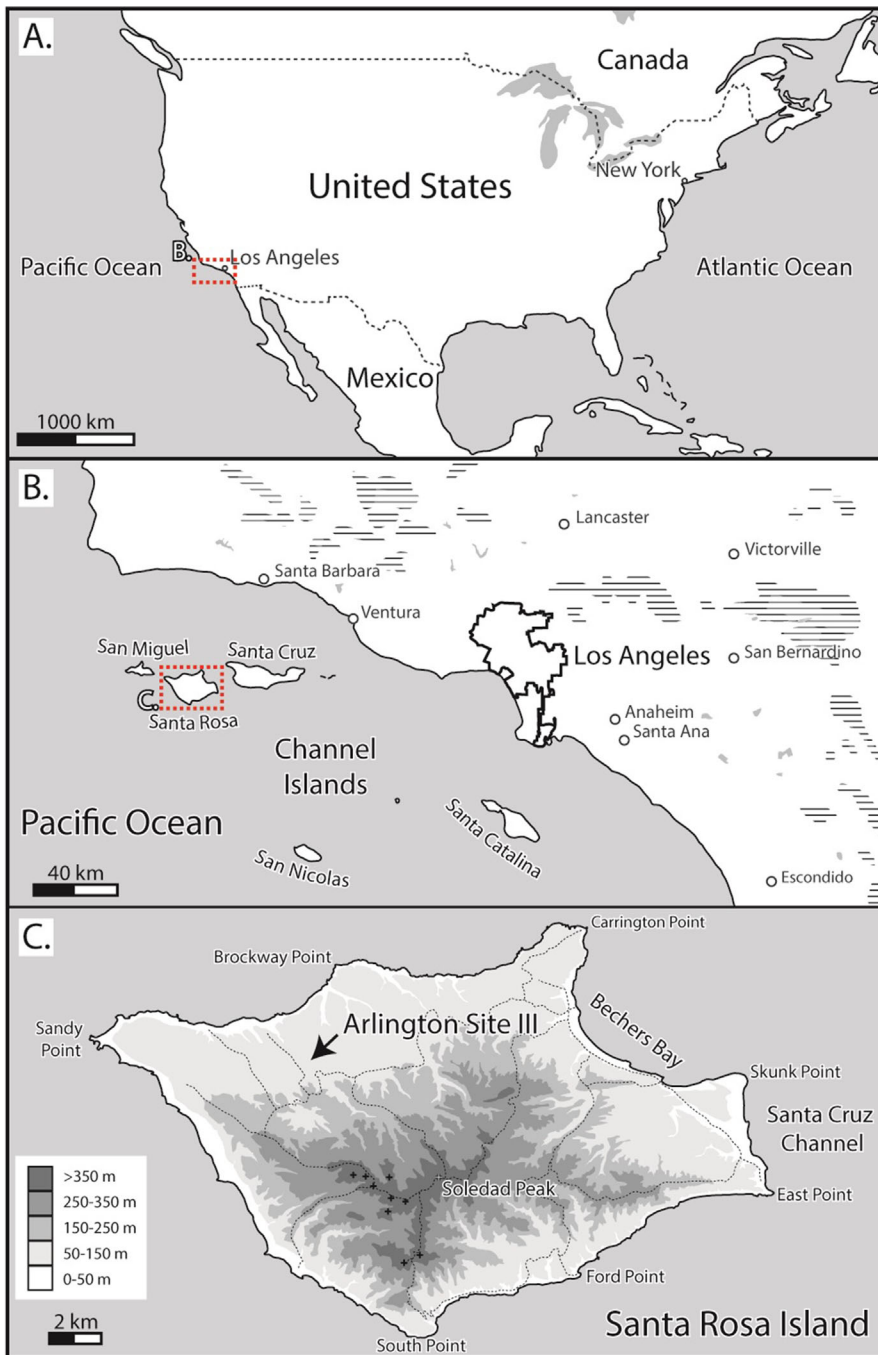 A.
Canada
United States
New York
B.
Los Angeles
Pacific Ocean
Atlantic Ocean
Mexico
1000 km
B.
Lancaster
Victorville
Santa Barbara
Ventura
San Miguel
Santa Cruz
Los Angeles
San Bernardino
C.
Santa Rosa
Anaheim
Santa Ana
Channel
Islands
Pacific Ocean
Santa Catalina
San Nicolas
40 km
Escondido
C.
Carrington Point
Brockway Point
Sandy
Point
Arlington Site III
Bechers Bay
Skunk Point
Santa Cruz
Channel
>350 m
250-350 m
150-250 m
50-150 m
0-50 m
Soledad Peak
East Point
Ford Point
2 km
South Point
Santa Rosa Island